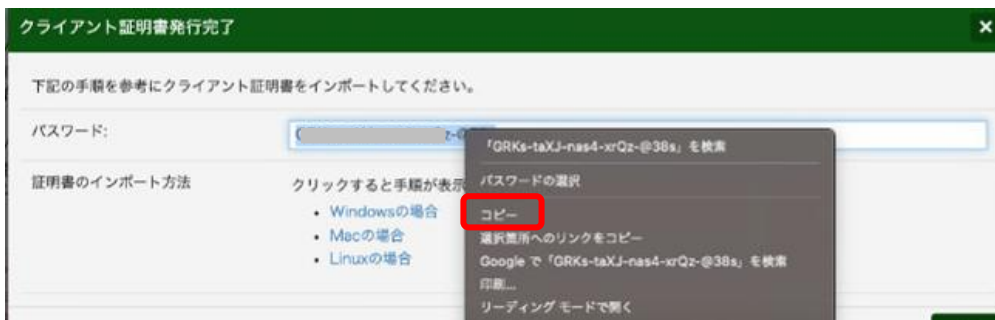 クライアント証明書発行完了
下記の手順を参考にクライアント証明書をインポートしてください。
パスワード:
「GRKs-taXJ-nas4-xrQz-@38s」を検索
パスワードの選択
証明書のインポート方法
クリックすると手順が表示
コピー
Windowsの場合
選択箇所へのリンクをコピー
Macの場合
Google で「GRKs-taXJ-nas4-xrQz-@38s」を検索
Linuxの場合
印刷...
リーディング モードで開く